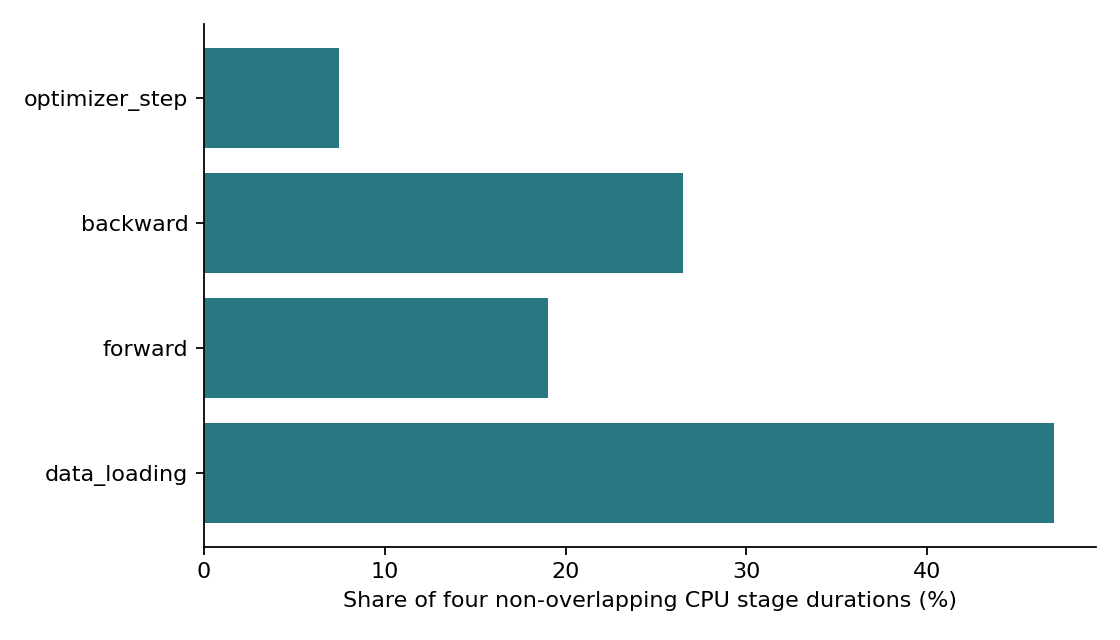 optimizer_step
backward
forward
data_loading
0 10 20 30 40
Share of four non-overlapping CPU stage durations (%)